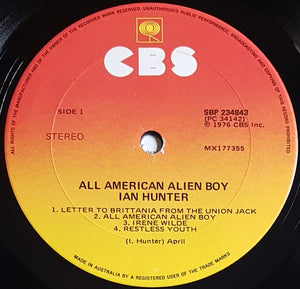 ALL RIGHTS OF THE MANUFACTURER AND OF THE OWNER OF THE RECORDED WORK RESERVED. UNAUTHORISED PUBLIC PERFORMANCE, BROADCASTING AND COPYING OF THIS RECORD PROHIBITED
CBS
SIDE 1
STEREO
SBP 234843
(PC 34142)
℗ 1976 CBS Inc.
MX177355
ALL AMERICAN ALIEN BOY
IAN HUNTER
1. LETTER TO BRITTANIA FROM THE UNION JACK
2. ALL AMERICAN ALIEN BOY
3. IRENE WILDE
4. RESTLESS YOUTH
(I. Hunter) April
MADE IN AUSTRALIA BY A REGISTERED USER OF THE TRADE MARKS